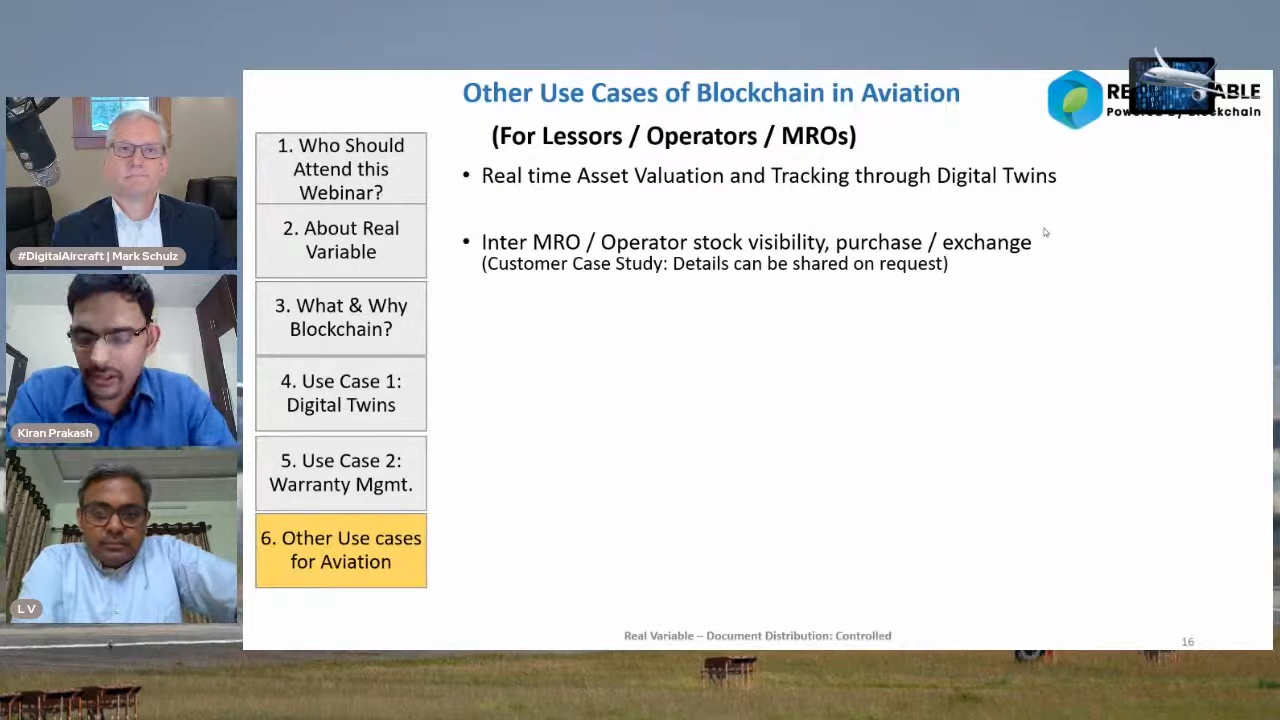 Other Use Cases of Blockchain in Aviation
(For Lessors / Operators / MROs)
• Real time Asset Valuation and Tracking through Digital Twins
• Inter MRO / Operator stock visibility, purchase / exchange
(Customer Case Study: Details can be shared on request)
1. Who Should
Attend this
Webinar?
2. About Real
Variable
3. What & Why
Blockchain?
4. Use Case 1:
Digital Twins
5. Use Case 2:
Warranty Mgmt.
6. Other Use cases
for Aviation
#DigitalAircraft | Mark Schulz
Kiran Prakash
L V
Real Variable – Document Distribution: Controlled
16